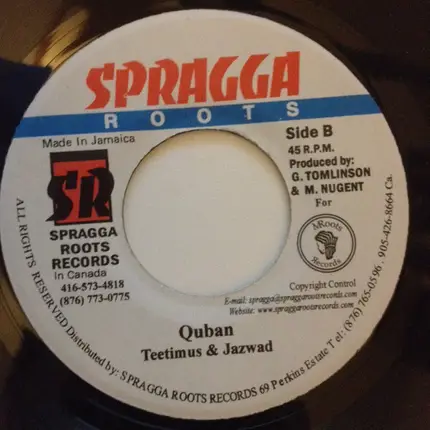 SPRAGGA
ROOTS
Made In Jamaica
SR
SPRAGGA
ROOTS
RECORDS
In Canada
416-573-4818
(876) 773-0775
Side B
45 R.P.M.
Produced by:
G. TOMLINSON
& M. NUGENT
For
MRoots
Records
Copyright Control
E-mail: spragga@spraggarootsrecords.com
Website: www.spraggarootsrecords.com
Quban
Teetimus & Jazwad
ALL RIGHTS RESERVED Distributed by: SPRAGGA ROOTS RECORDS 69 Perkins Estate Tel: (876) 765-0596 · 905-426-8664 Ca.